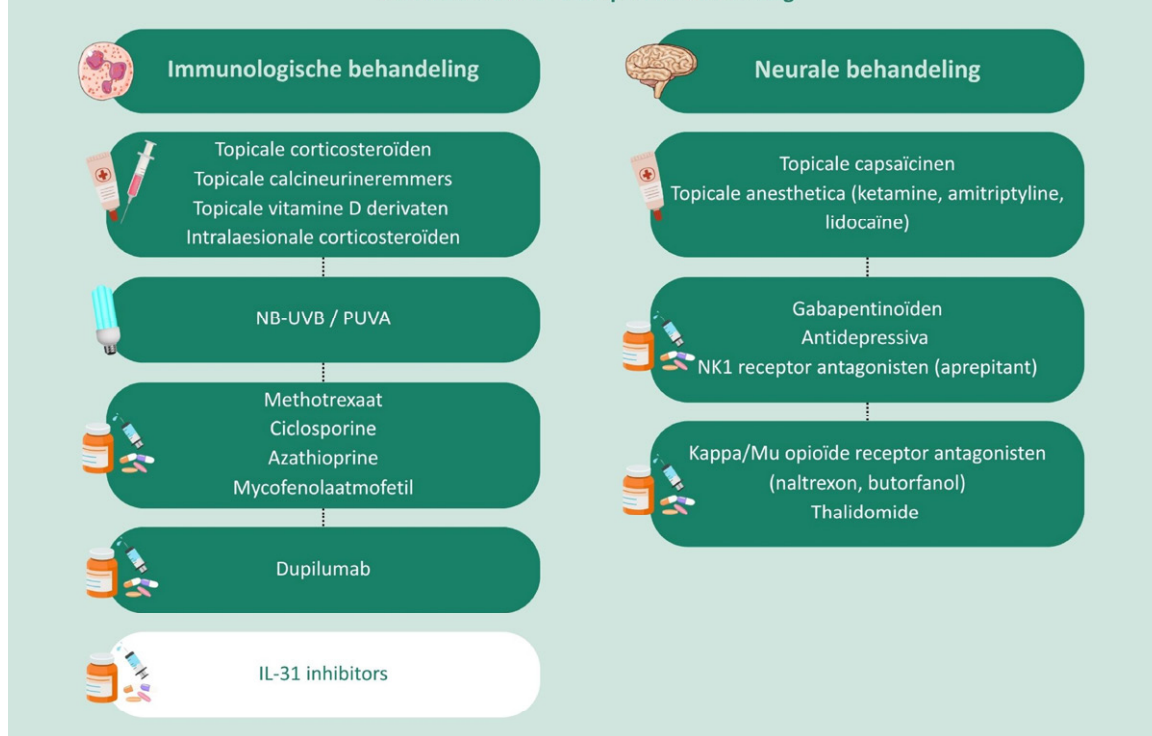 Immunologische behandeling
Topicale corticosteroïden
Topicale calcineurineremmers
Topicale vitamine D derivaten
Intralaesionale corticosteroïden
NB-UVB / PUVA
Methotrexaat
Ciclosporine
Azathioprine
Mycofenolaatmofetil
Dupilumab
IL-31 inhibitors
Neurale behandeling
Topicale capsaïcinen
Topicale anesthetica (ketamine, amitriptyline,
lidocaïne)
Gabapentinoïden
Antidepressiva
NK1 receptor antagonisten (aprepitant)
Kappa/Mu opioïde receptor antagonisten
(naltrexon, butorfanol)
Thalidomide